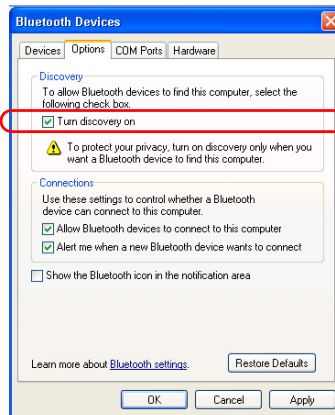 Bluetooth Devices
Devices Options COM Ports Hardware
Discovery
To allow Bluetooth devices to find this computer, select the
following check box.
Turn discovery on
To protect your privacy, turn on discovery only when you
want a Bluetooth device to find this computer.
Connections
Use these settings to control whether a Bluetooth
device can connect to this computer.
Allow Bluetooth devices to connect to this computer
Alert me when a new Bluetooth device wants to connect
Show the Bluetooth icon in the notification area
Learn more about Bluetooth settings. Restore Defaults
OK Cancel Apply